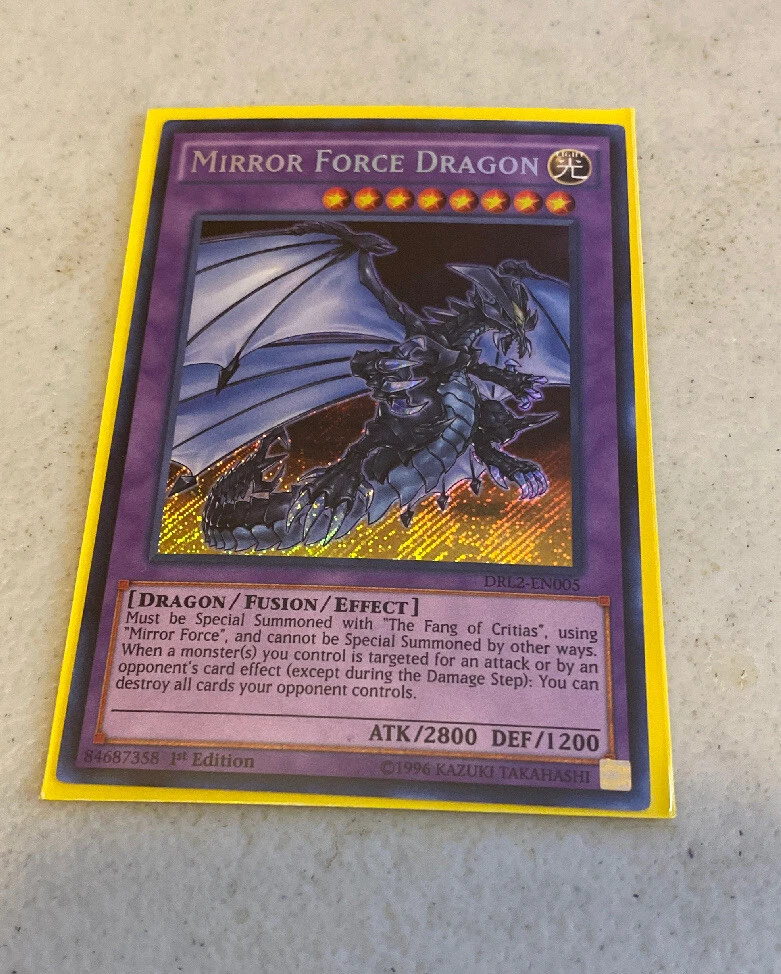 MIRROR FORCE DRAGON
LIGHT
光
DRL2-EN005
[DRAGON/FUSION/EFFECT]
Must be Special Summoned with "The Fang of Critias", using
"Mirror Force", and cannot be Special Summoned by other ways.
When a monster(s) you control is targeted for an attack or by an
opponent's card effect (except during the Damage Step): You can
destroy all cards your opponent controls.
ATK/2800 DEF/1200
84687358 1st Edition
©1996 KAZUKI TAKAHASHI